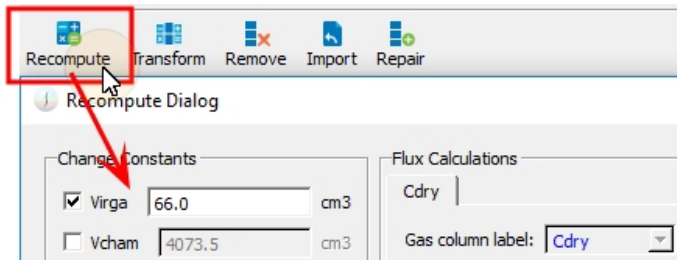 Recompute Transform Remove Import Repair
Recompute Dialog
Change Constants Flux Calculations
Cdry
Virga 66.0 cm3
Gas column label: Cdry
Vcham 4073.5 cm3